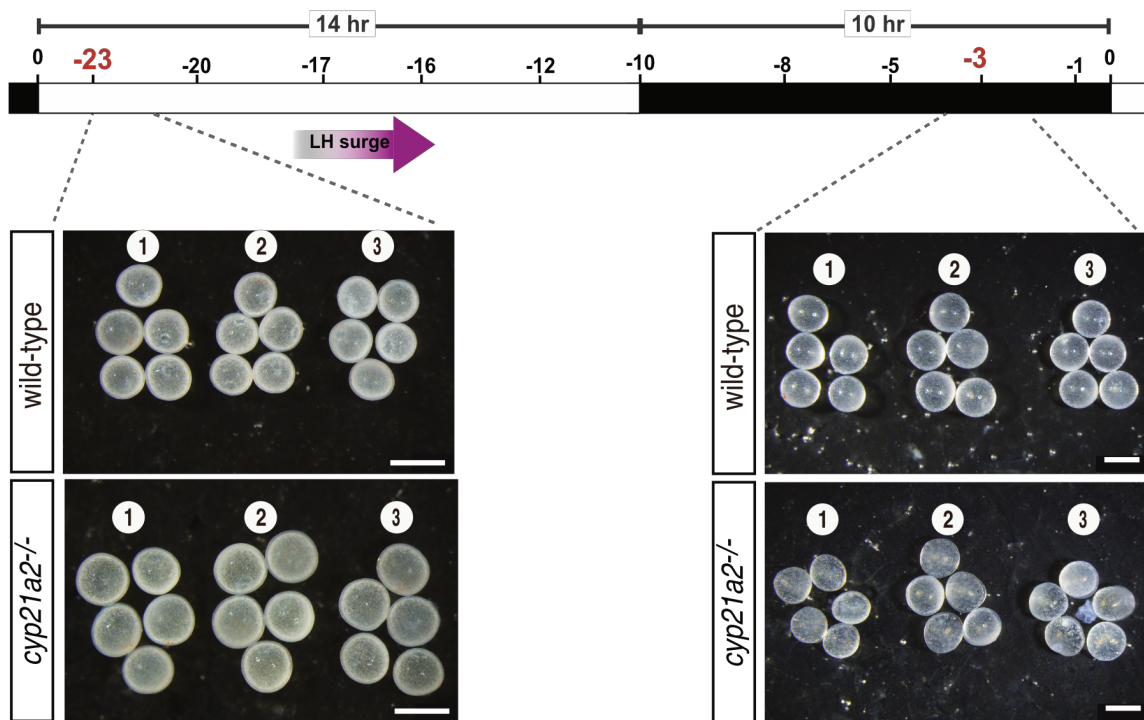 14 hr 10 hr
0 -23 -20 -17 -16 -12 -10 -8 -5 -3 -1 0
LH surge
wild-type
1 2 3
wild-type
1 2 3
cyp21a2-/-
1 2 3
cyp21a2-/-
1 2 3